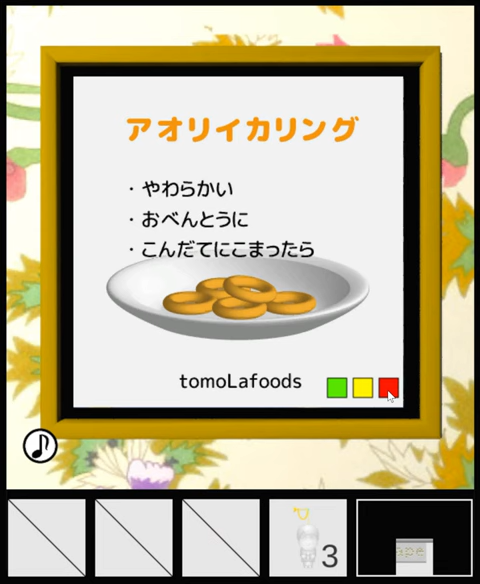 アオリイカリング
・やわらかい
・おべんとうに
・こんだてにこまったら
tomoLafoods
3